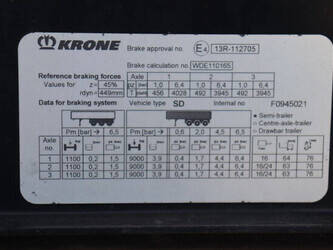 KRONE
Brake approval no. E4 13R-112705
Brake calculation no. WDE110165
Reference braking forces Axle 1 2 3
Values for z = 45% pz 1,0 6,4 1,0 6,4 1,0 6,4
rdyn = 449mm T 456 4028 492 3945 492 3945
Data for braking system Vehicle type SD Internal no F0945021
Semi-trailer
Centre-axle-trailer
Drawbar trailer
Pm [bar] → 6,5 Pm [bar] → 0,6 2,0 4,5 6,5
Axle no.
1 1100 0,2 1,5 9000 3,9 0,4 1,7 4,4 6,4 16 64 76
2 1100 0,2 1,5 9000 3,9 0,4 1,7 4,4 6,4 16/24 63 76
3 1100 0,2 1,5 9000 3,9 0,4 1,7 4,4 6,4 16/24 63 76